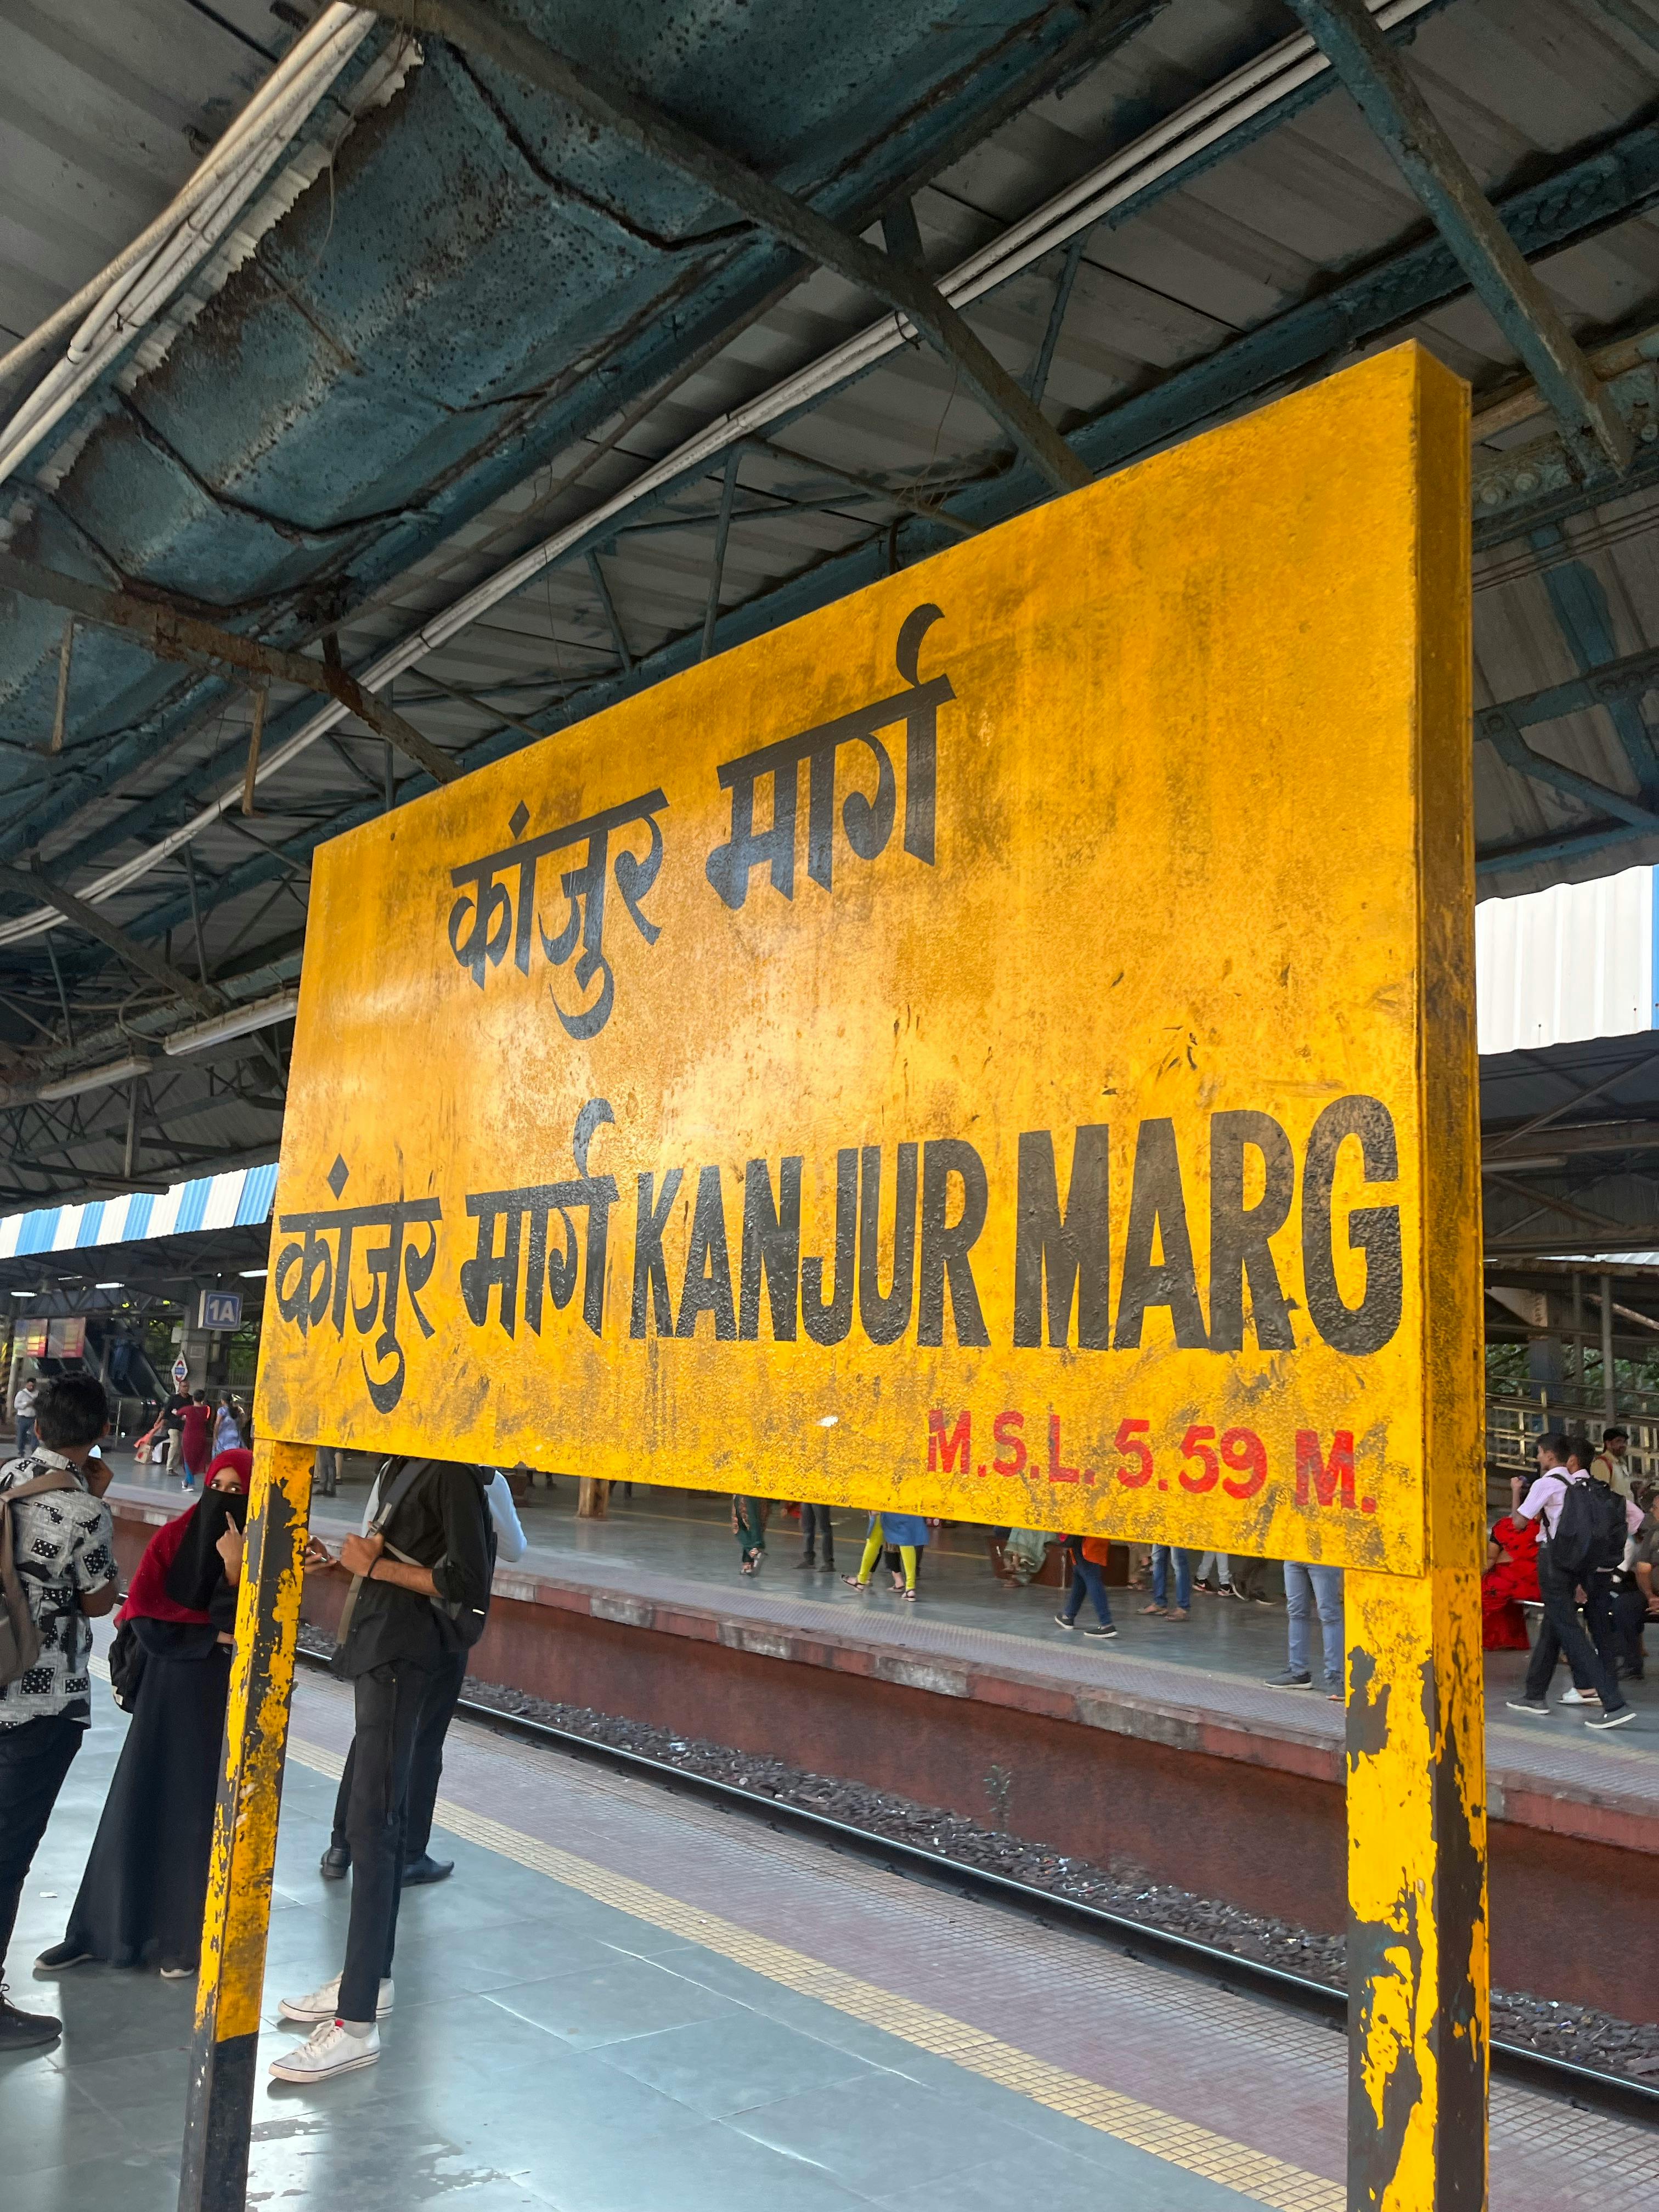 कांजुर मार्ग
कांजुर मार्ग KANJUR MARG
M.S.L. 5.59 M.
1A